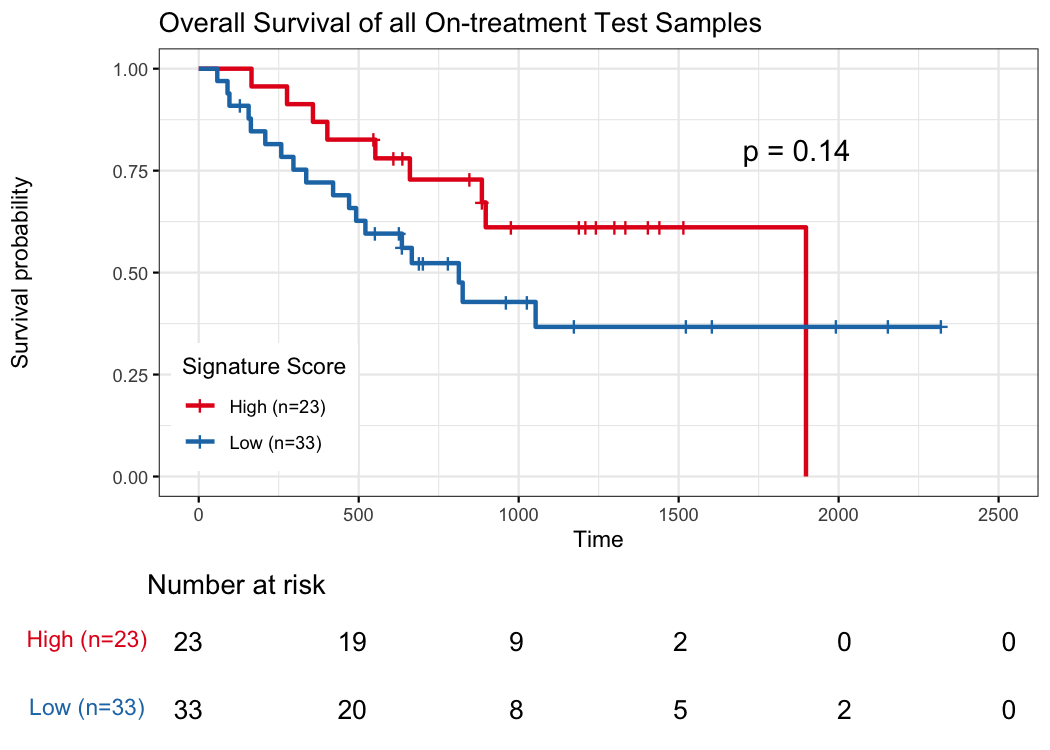 Overall Survival of all On-treatment Test Samples
1.00
0.75
0.50
0.25
0.00
Survival probability
p = 0.14
Signature Score
High (n=23)
Low (n=33)
0 500 1000 1500 2000 2500
Time
Number at risk
High (n=23) 23 19 9 2 0 0
Low (n=33) 33 20 8 5 2 0